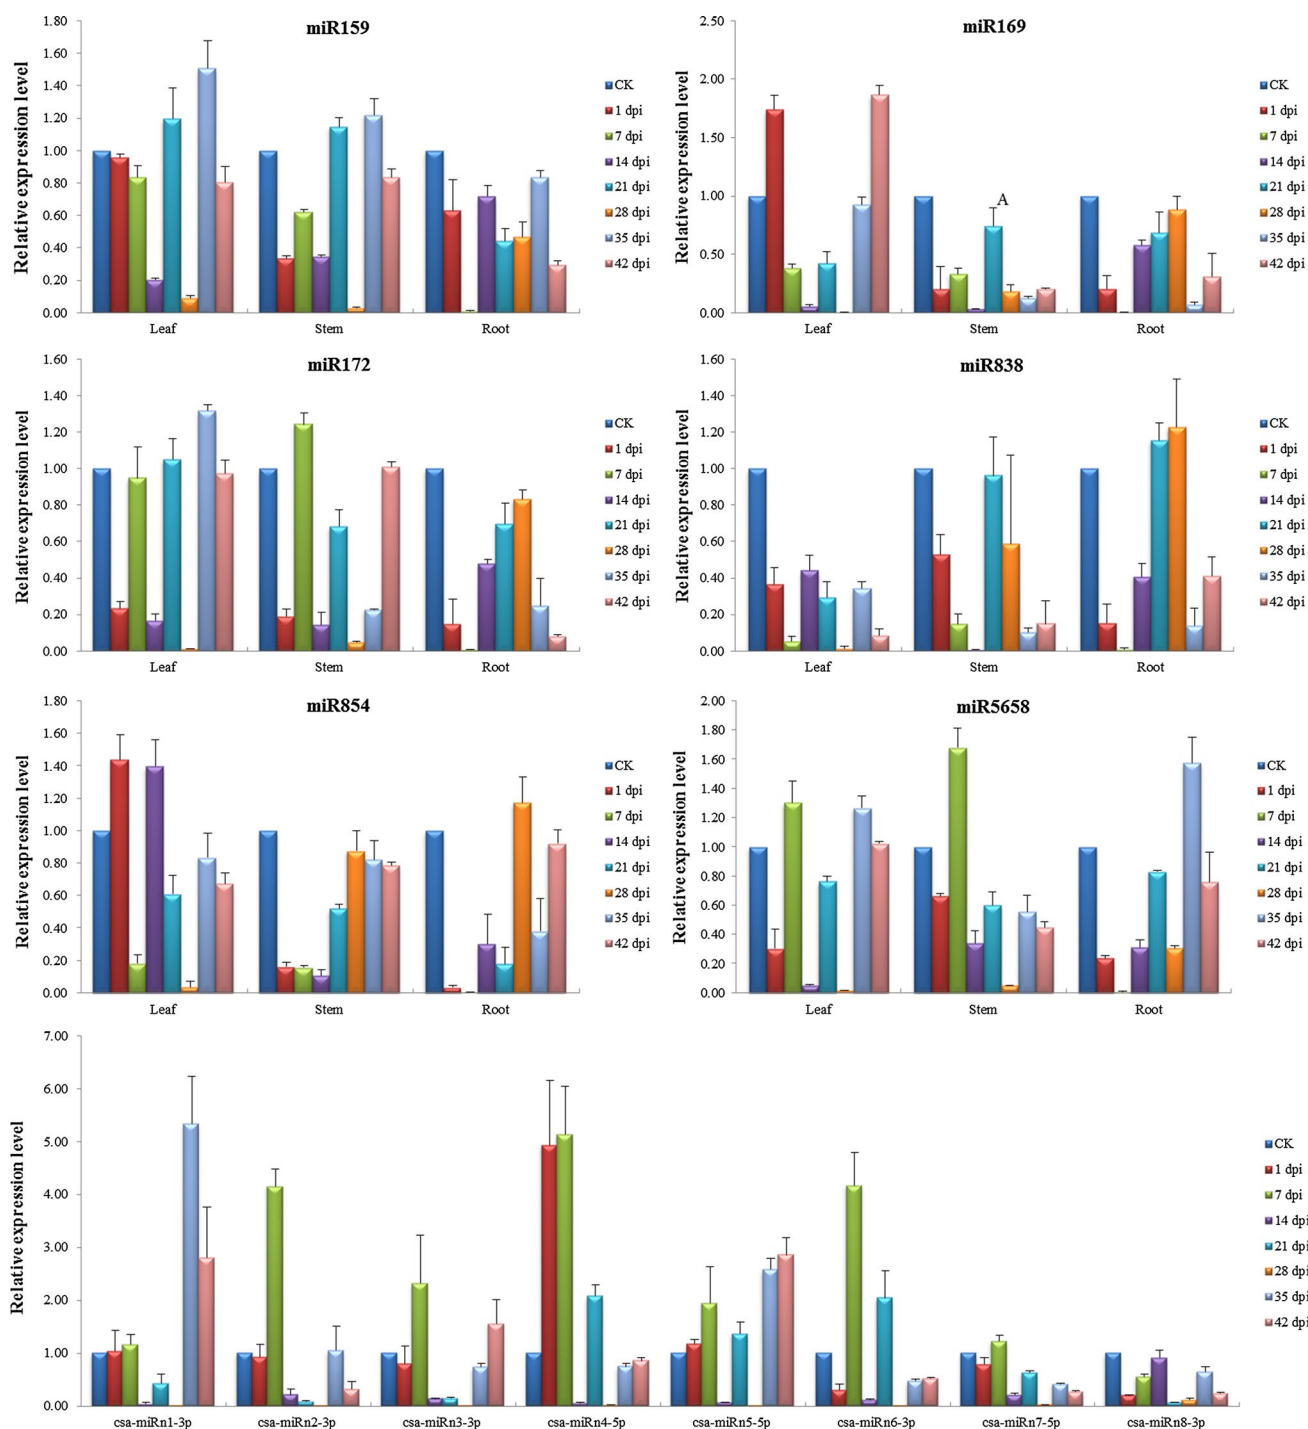 miR159
Relative expression level
1.80
1.60
1.40
1.20
1.00
0.80
0.60
0.40
0.20
0.00
Leaf Stem Root
CK
1 dpi
7 dpi
14 dpi
21 dpi
28 dpi
35 dpi
42 dpi
miR169
Relative expression level
2.50
2.00
1.50
1.00
0.50
0.00
A
Leaf Stem Root
CK
1 dpi
7 dpi
14 dpi
21 dpi
28 dpi
35 dpi
42 dpi
miR172
Relative expression level
1.60
1.40
1.20
1.00
0.80
0.60
0.40
0.20
0.00
Leaf Stem Root
CK
1 dpi
7 dpi
14 dpi
21 dpi
28 dpi
35 dpi
42 dpi
miR838
Relative expression level
1.60
1.40
1.20
1.00
0.80
0.60
0.40
0.20
0.00
Leaf Stem Root
CK
1 dpi
7 dpi
14 dpi
21 dpi
28 dpi
35 dpi
42 dpi
miR854
Relative expression level
1.80
1.60
1.40
1.20
1.00
0.80
0.60
0.40
0.20
0.00
Leaf Stem Root
CK
1 dpi
7 dpi
14 dpi
21 dpi
28 dpi
35 dpi
42 dpi
miR5658
Relative expression level
2.00
1.80
1.60
1.40
1.20
1.00
0.80
0.60
0.40
0.20
0.00
Leaf Stem Root
CK
1 dpi
7 dpi
14 dpi
21 dpi
28 dpi
35 dpi
42 dpi
Relative expression level
7.00
6.00
5.00
4.00
3.00
2.00
1.00
0.00
csa-miRn1-3p csa-miRn2-3p csa-miRn3-3p csa-miRn4-5p csa-miRn5-5p csa-miRn6-3p csa-miRn7-5p csa-miRn8-3p
CK
1 dpi
7 dpi
14 dpi
21 dpi
28 dpi
35 dpi
42 dpi